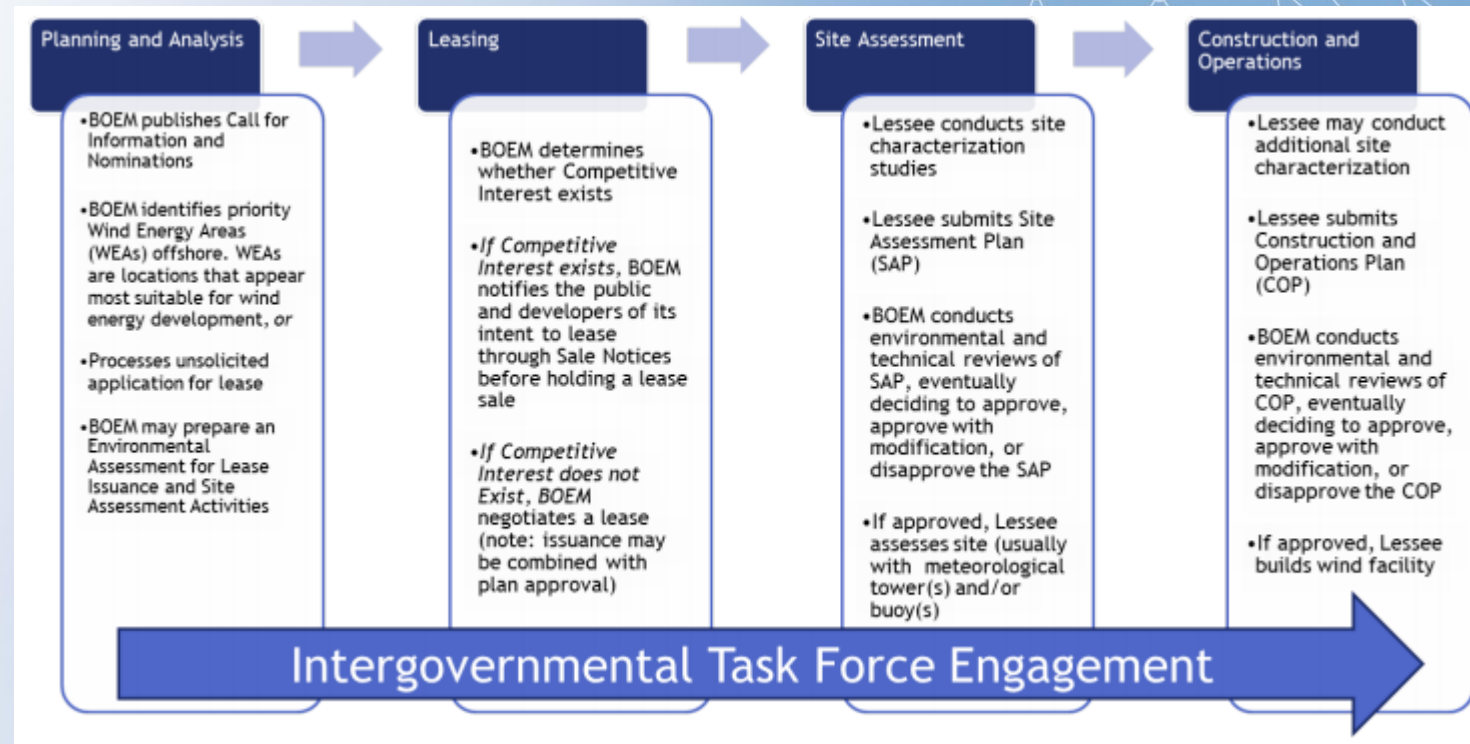 Planning and Analysis
•BOEM publishes Call for
Information and
Nominations
•BOEM identifies priority
Wind Energy Areas
(WEAs) offshore. WEAs
are locations that appear
most suitable for wind
energy development, or
•Processes unsolicited
application for lease
•BOEM may prepare an
Environmental
Assessment for Lease
Issuance and Site
Assessment Activities
Leasing
•BOEM determines
whether Competitive
Interest exists
•If Competitive
Interest exists, BOEM
notifies the public
and developers of its
intent to lease
through Sale Notices
before holding a lease
sale
•If Competitive
Interest does not
Exist, BOEM
negotiates a lease
(note: issuance may
be combined with
plan approval)
Site Assessment
•Lessee conducts site
characterization
studies
•Lessee submits Site
Assessment Plan
(SAP)
•BOEM conducts
environmental and
technical reviews of
SAP, eventually
deciding to approve,
approve with
modification, or
disapprove the SAP
•If approved, Lessee
assesses site (usually
with meteorological
tower(s) and/or
buoy(s)
Construction and
Operations
•Lessee may conduct
additional site
characterization
•Lessee submits
Construction and
Operations Plan
(COP)
•BOEM conducts
environmental and
technical reviews of
COP, eventually
deciding to approve,
approve with
modification, or
disapprove the COP
•If approved, Lessee
builds wind facility
Intergovernmental Task Force Engagement